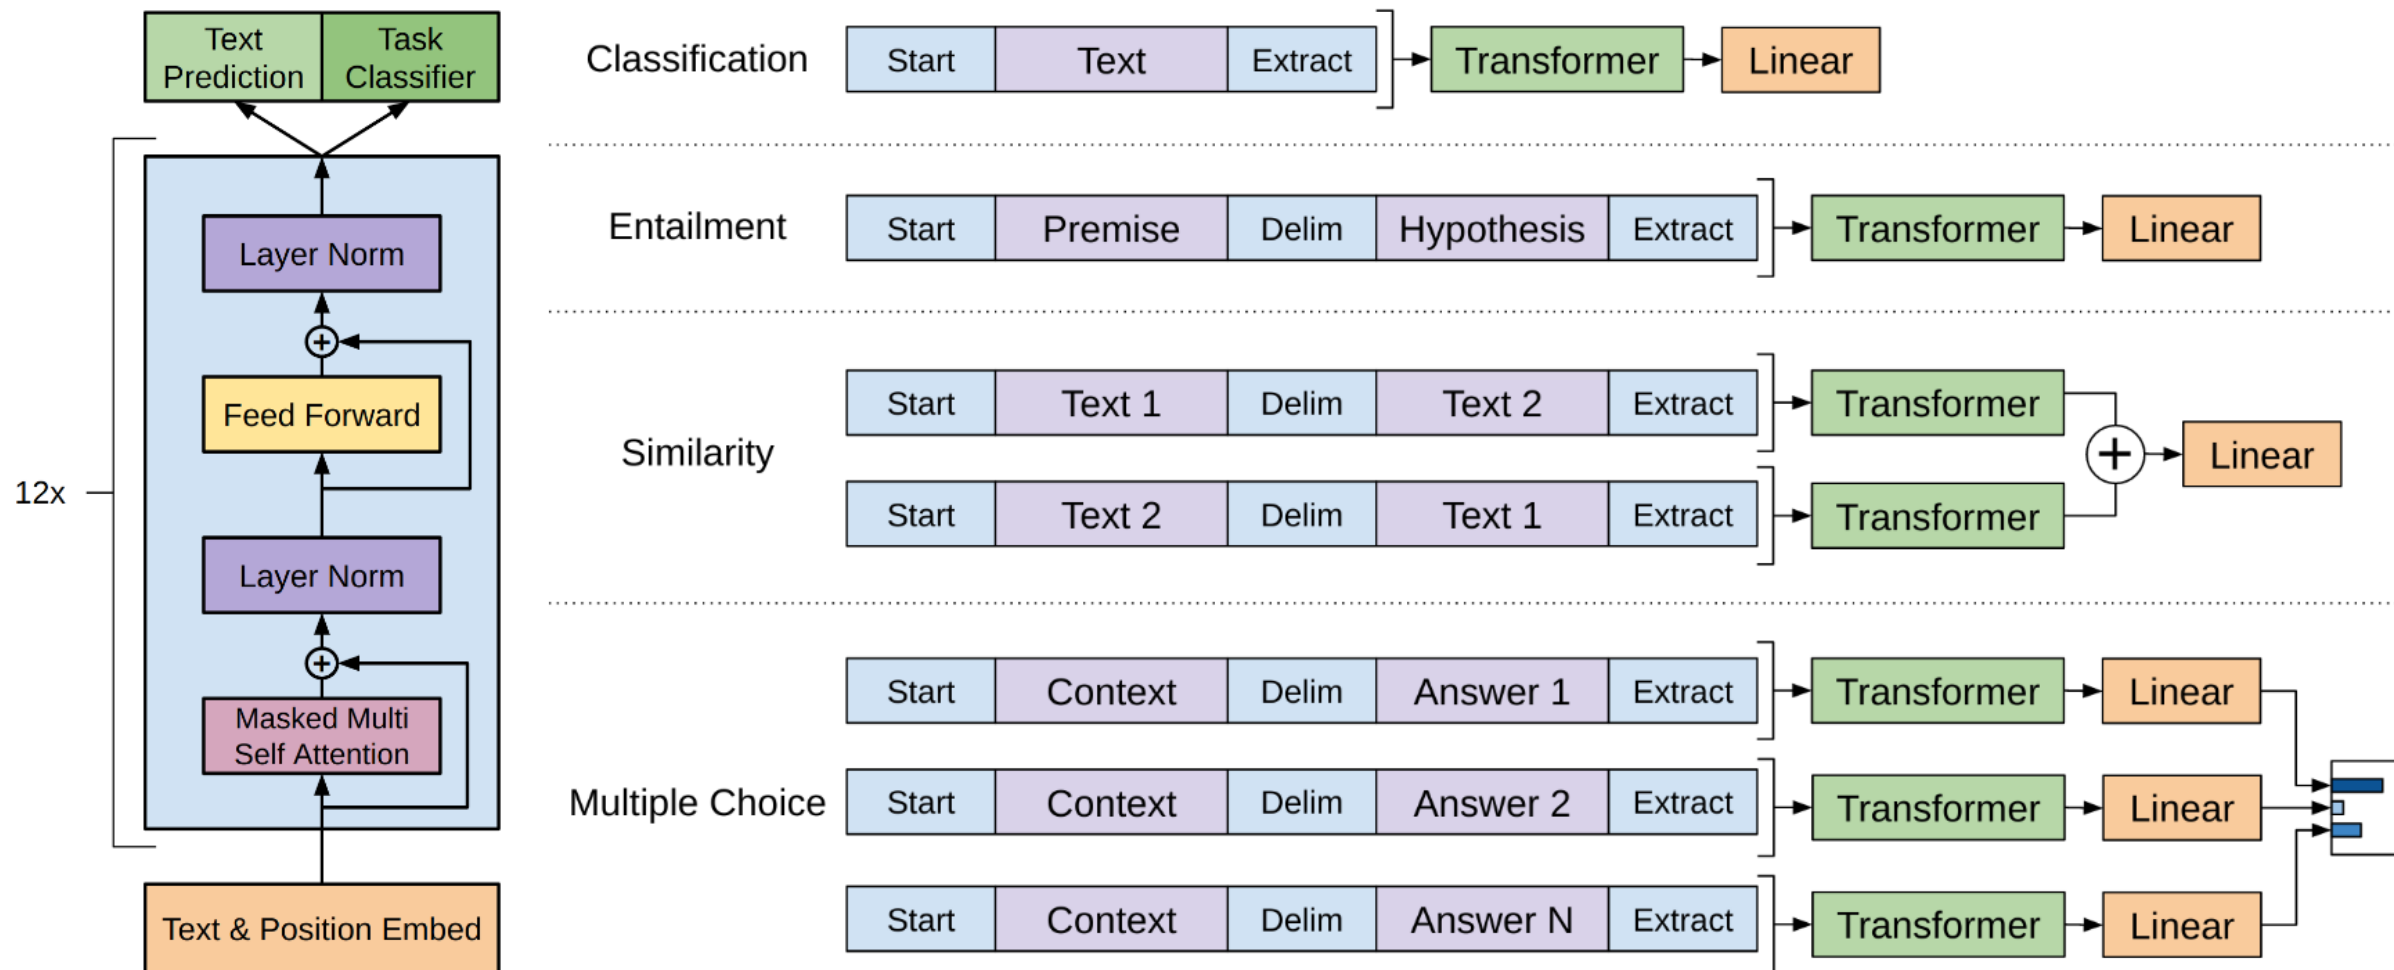 Text
Prediction
Task
Classifier
12x
Layer Norm
+
Feed Forward
Layer Norm
+
Masked Multi
Self Attention
Text & Position Embed
Classification Start Text Extract Transformer Linear
Entailment Start Premise Delim Hypothesis Extract Transformer Linear
Similarity
Start Text 1 Delim Text 2 Extract Transformer
+ Linear
Start Text 2 Delim Text 1 Extract Transformer
Multiple Choice
Start Context Delim Answer 1 Extract Transformer Linear
Start Context Delim Answer 2 Extract Transformer Linear
Start Context Delim Answer N Extract Transformer Linear